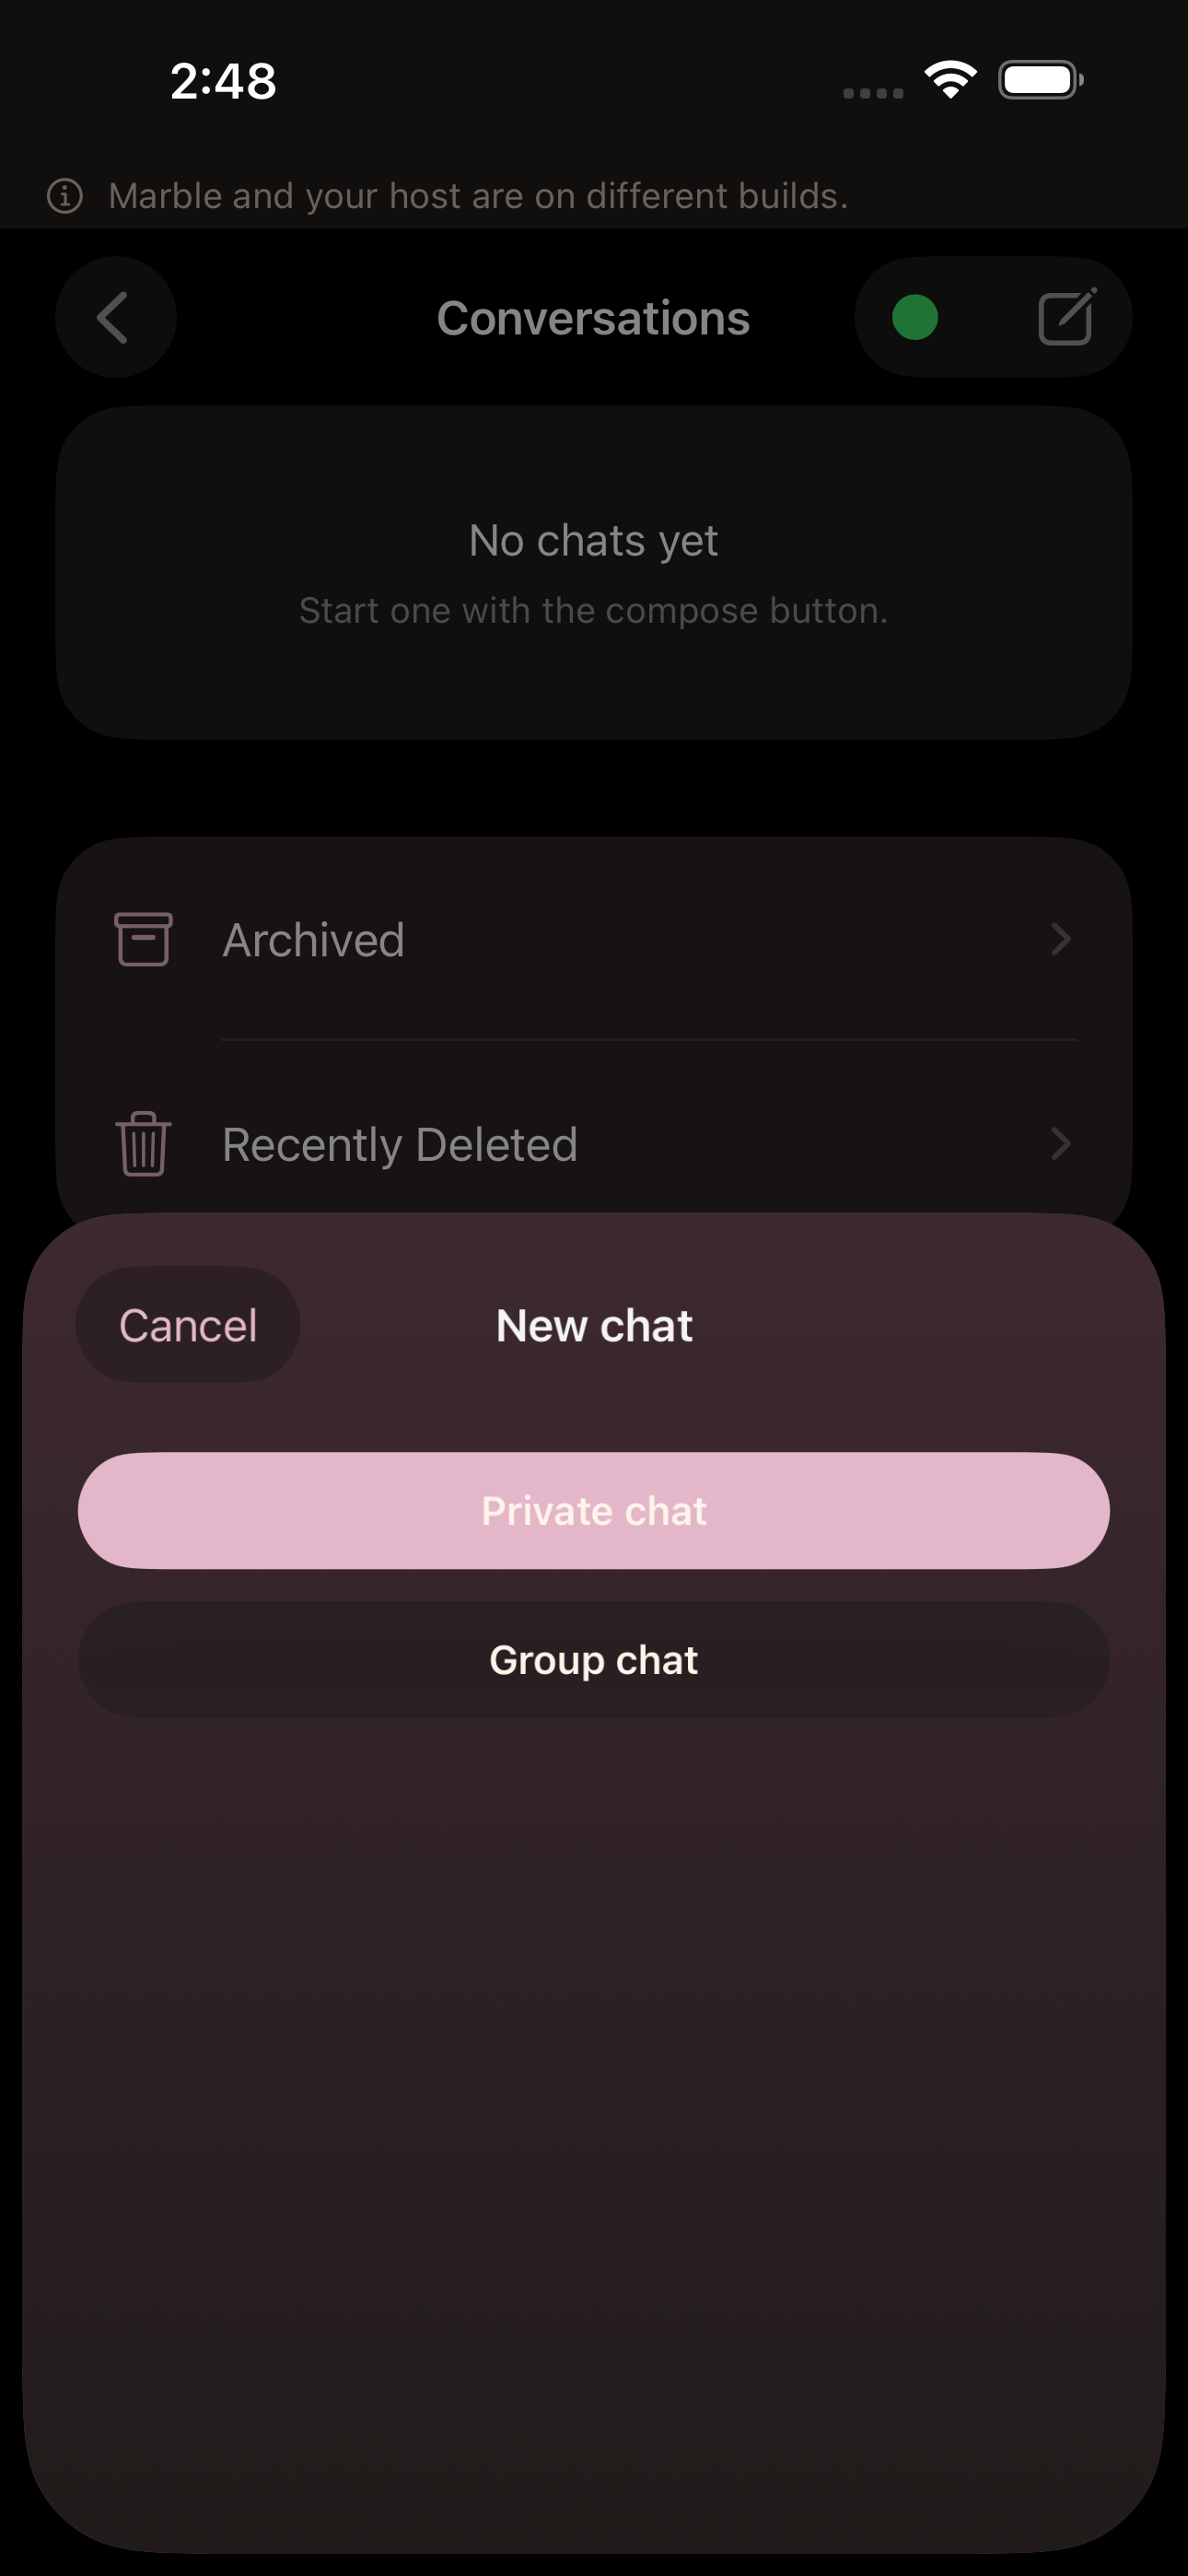 2:48
Marble and your host are on different builds.
Conversations
No chats yet
Start one with the compose button.
Archived
Recently Deleted
Cancel
New chat
Private chat
Group chat